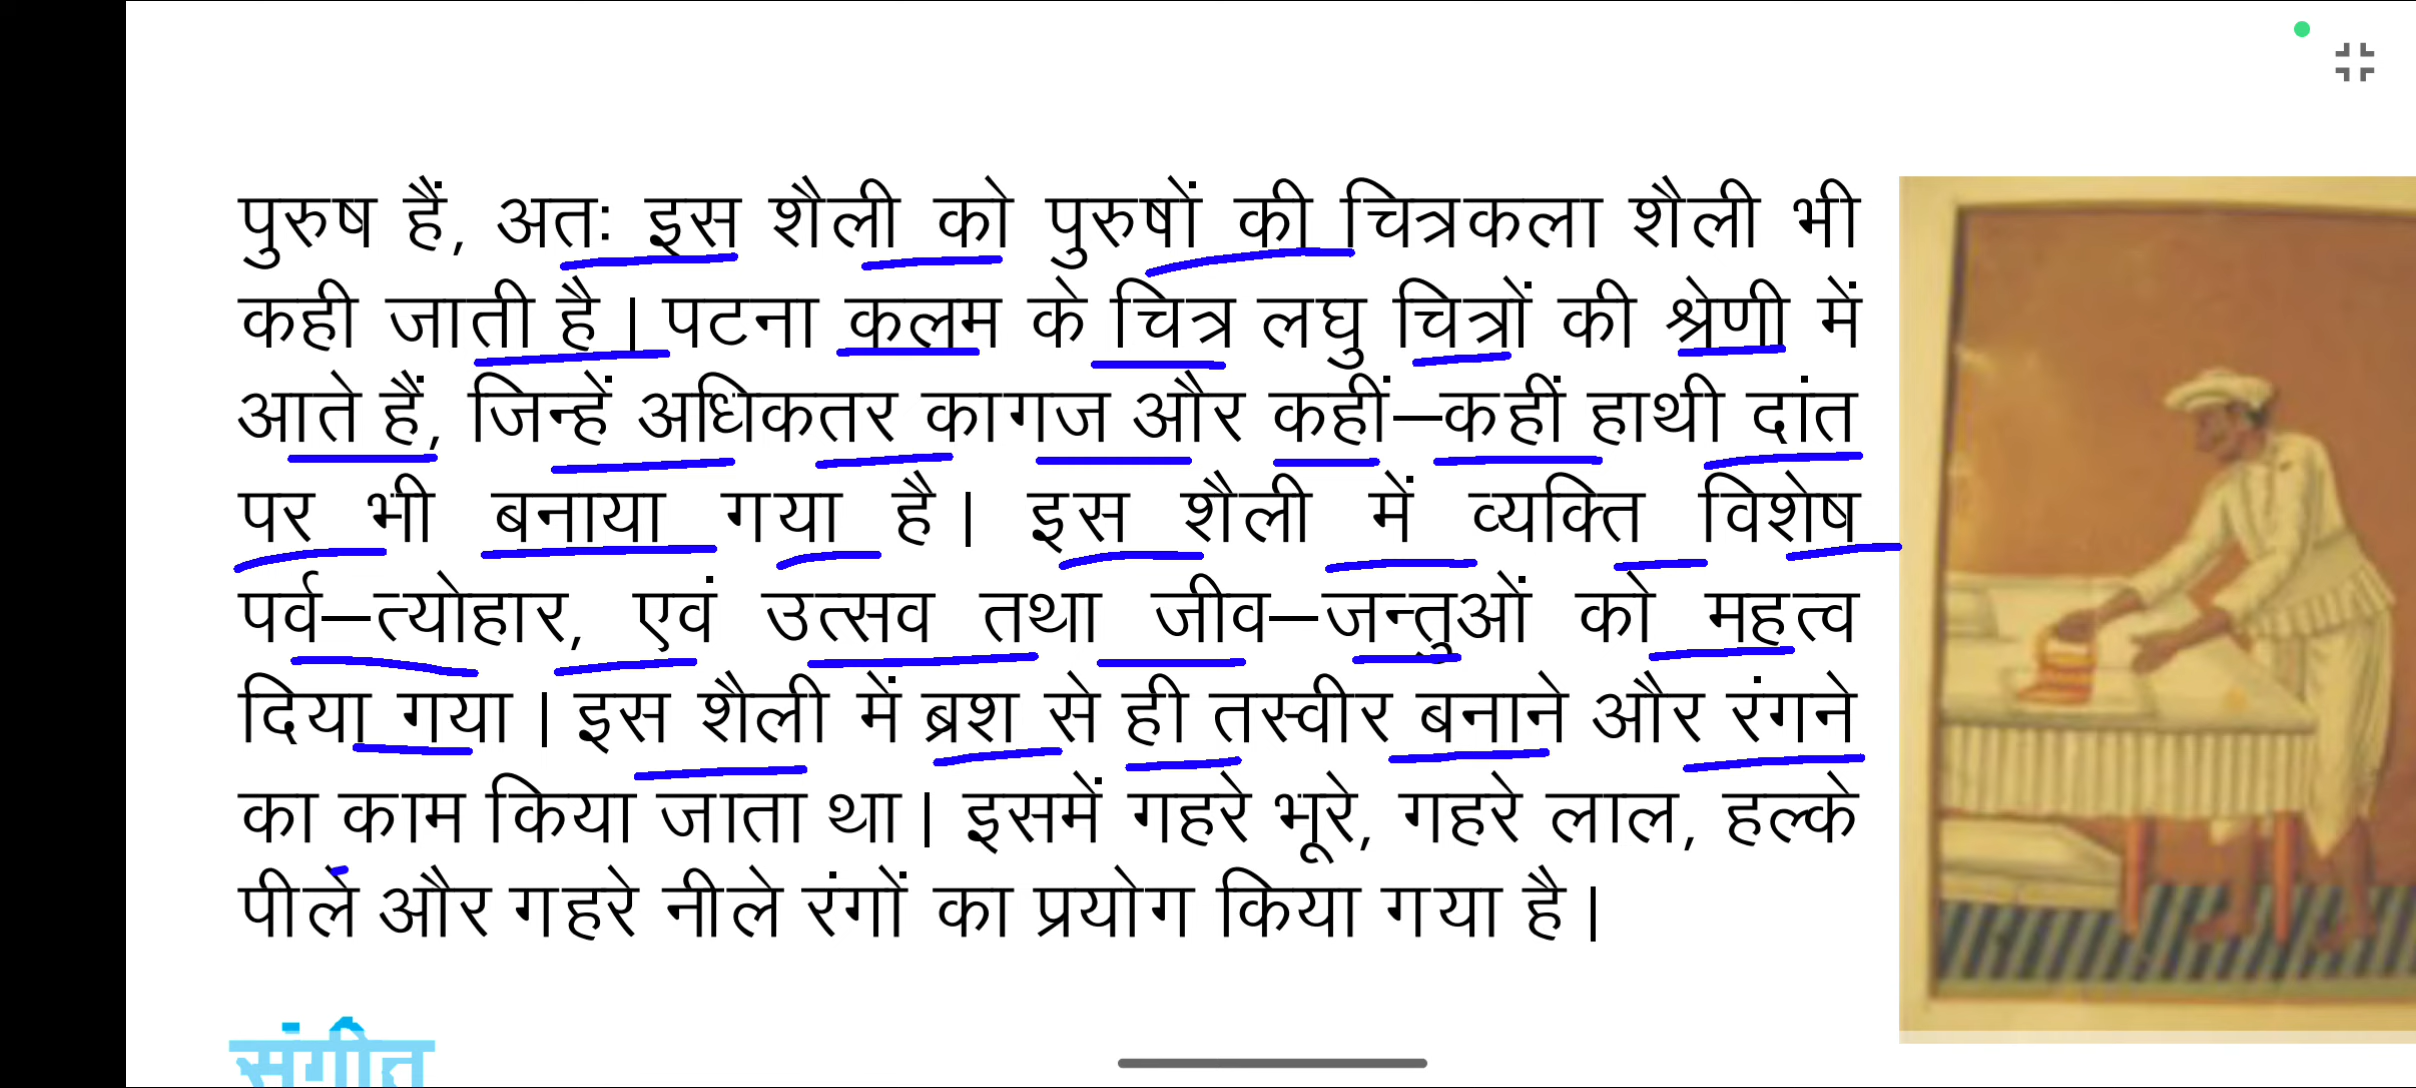 पुरुष हैं, अतः इस शैली को पुरुषों की चित्रकला शैली भी
कही जाती है। पटना कलम के चित्र लघु चित्रों की श्रेणी में
आते हैं, जिन्हें अधिकतर कागज और कहीं–कहीं हाथी दांत
पर भी बनाया गया है। इस शैली में व्यक्ति विशेष
पर्व–त्योहार, एवं उत्सव तथा जीव–जन्तुओं को महत्व
दिया गया। इस शैली में ब्रश से ही तस्वीर बनाने और रंगने
का काम किया जाता था। इसमें गहरे भूरे, गहरे लाल, हल्के
पीले और गहरे नीले रंगों का प्रयोग किया गया है।
संगीत